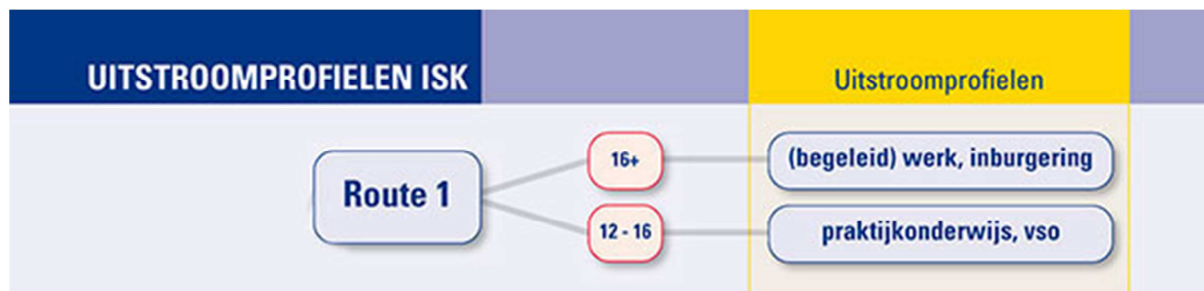 UITSTROOMPROFIELEN ISK
Uitstroomprofielen
Route 1
16+
(begeleid) werk, inburgering
12 - 16
praktijkonderwijs, vso